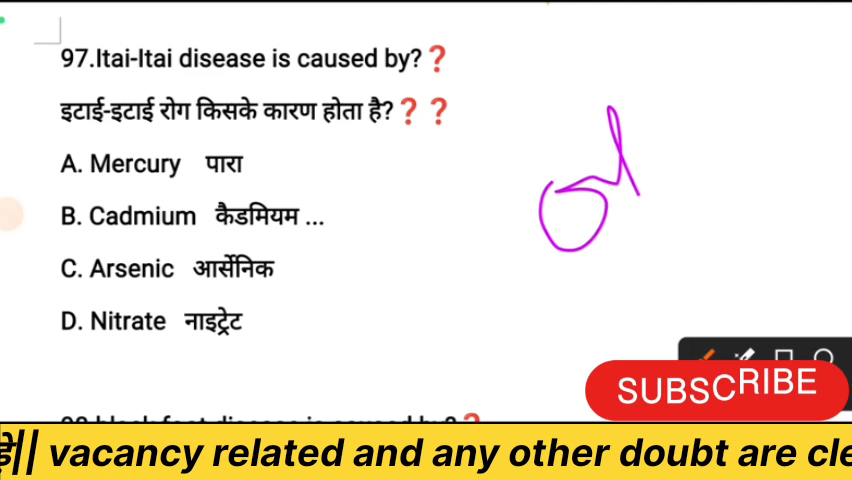 97.Itai-Itai disease is caused by?❓
इटाई-इटाई रोग किसके कारण होता है?❓❓
A. Mercury पारा
B. Cadmium कैडमियम ...
C. Arsenic आर्सेनिक
D. Nitrate नाइट्रेट
SUBSCRIBE
|| vacancy related and any other doubt are cle